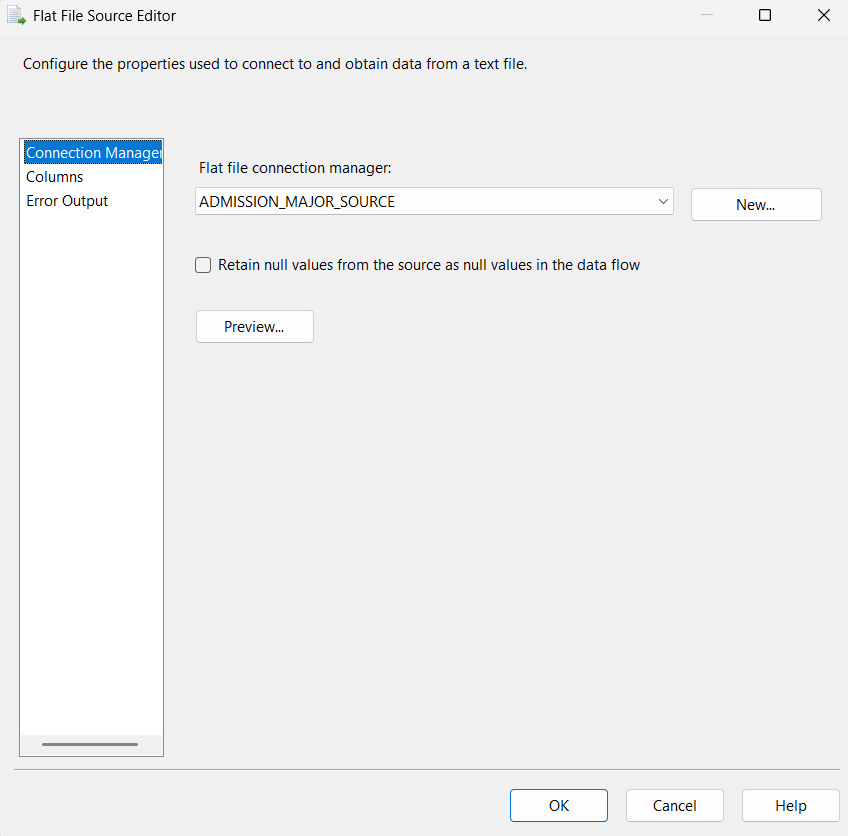 Flat File Source Editor
Configure the properties used to connect to and obtain data from a text file.
Connection Manager
Columns
Error Output
Flat file connection manager:
ADMISSION_MAJOR_SOURCE
New...
Retain null values from the source as null values in the data flow
Preview...
OK
Cancel
Help